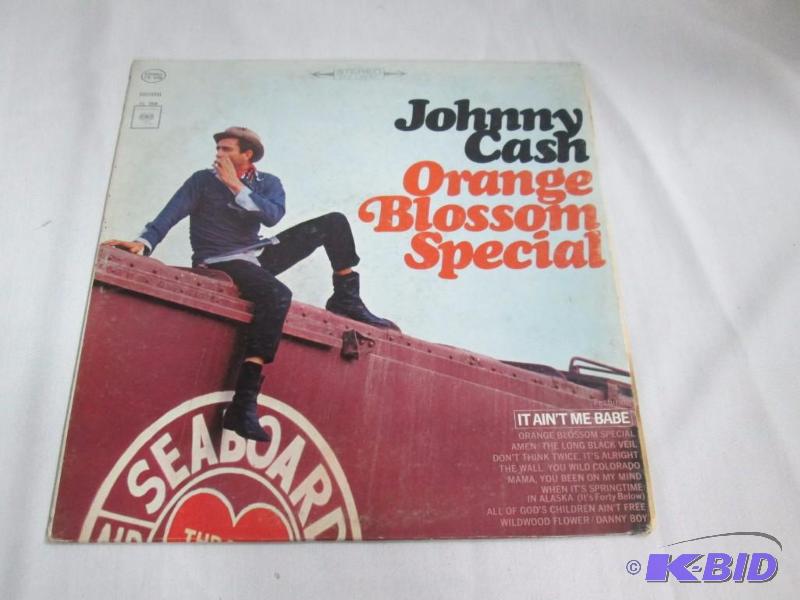 STEREO
Johnny
Cash
Orange
Blossom
Special
IT AIN'T ME BABE
ORANGE BLOSSOM SPECIAL
AMEN THE LONG BLACK VEIL
DON'T THINK TWICE, IT'S ALRIGHT
THE WALL YOU WILD COLORADO
MAMA, YOU BEEN ON MY MIND
WHEN IT'S SPRINGTIME
IN ALASKA (It's Forty Below)
ALL OF GOD'S CHILDREN AIN'T FREE
WILDWOOD FLOWER / DANNY BOY
SEABOARD
© K-BID